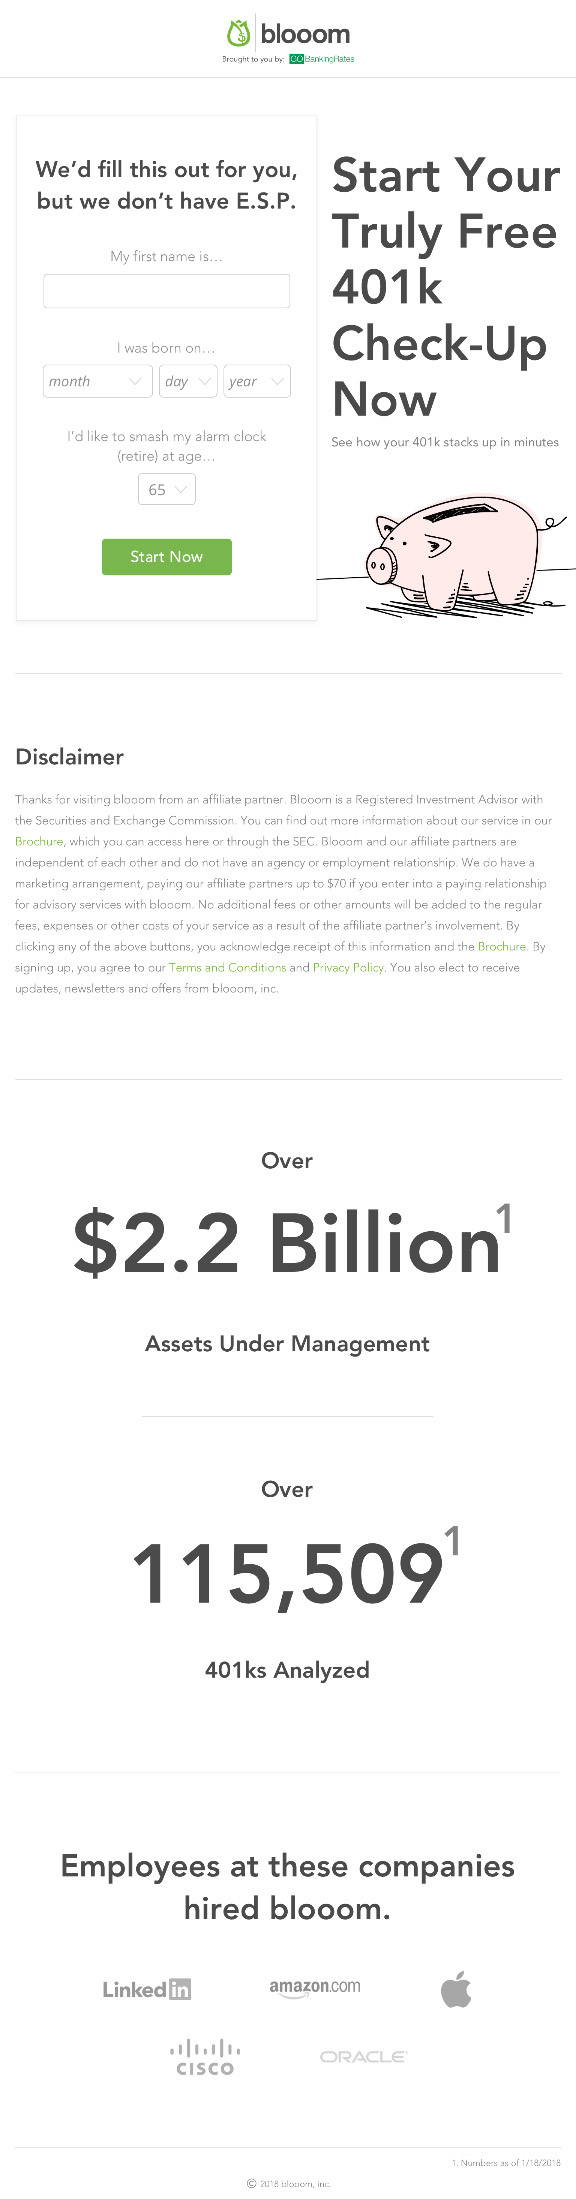 blooom
Brought to you by: GO BankingRates
We’d fill this out for you,
but we don’t have E.S.P.
My first name is…
I was born on…
month day year
I’d like to smash my alarm clock
(retire) at age…
65
Start Now
Start Your
Truly Free
401k
Check-Up
Now
See how your 401k stacks up in minutes
Disclaimer
Thanks for visiting blooom from an affiliate partner. Blooom is a Registered Investment Advisor with
the Securities and Exchange Commission. You can find out more information about our service in our
Brochure, which you can access here or through the SEC. Blooom and our affiliate partners are
independent of each other and do not have an agency or employment relationship. We do have a
marketing arrangement, paying our affiliate partners up to $70 if you enter into a paying relationship
for advisory services with blooom. No additional fees or other amounts will be added to the regular
fees, expenses or other costs of your service as a result of the affiliate partner’s involvement. By
clicking any of the above buttons, you acknowledge receipt of this information and the Brochure. By
signing up, you agree to our Terms and Conditions and Privacy Policy. You also elect to receive
updates, newsletters and offers from blooom, inc.
Over
$2.2 Billion1
Assets Under Management
Over
115,5091
401ks Analyzed
Employees at these companies
hired blooom.
Linked in amazon.com
CISCO ORACLE
1. Numbers as of 1/18/2018
© 2018 blooom, inc.